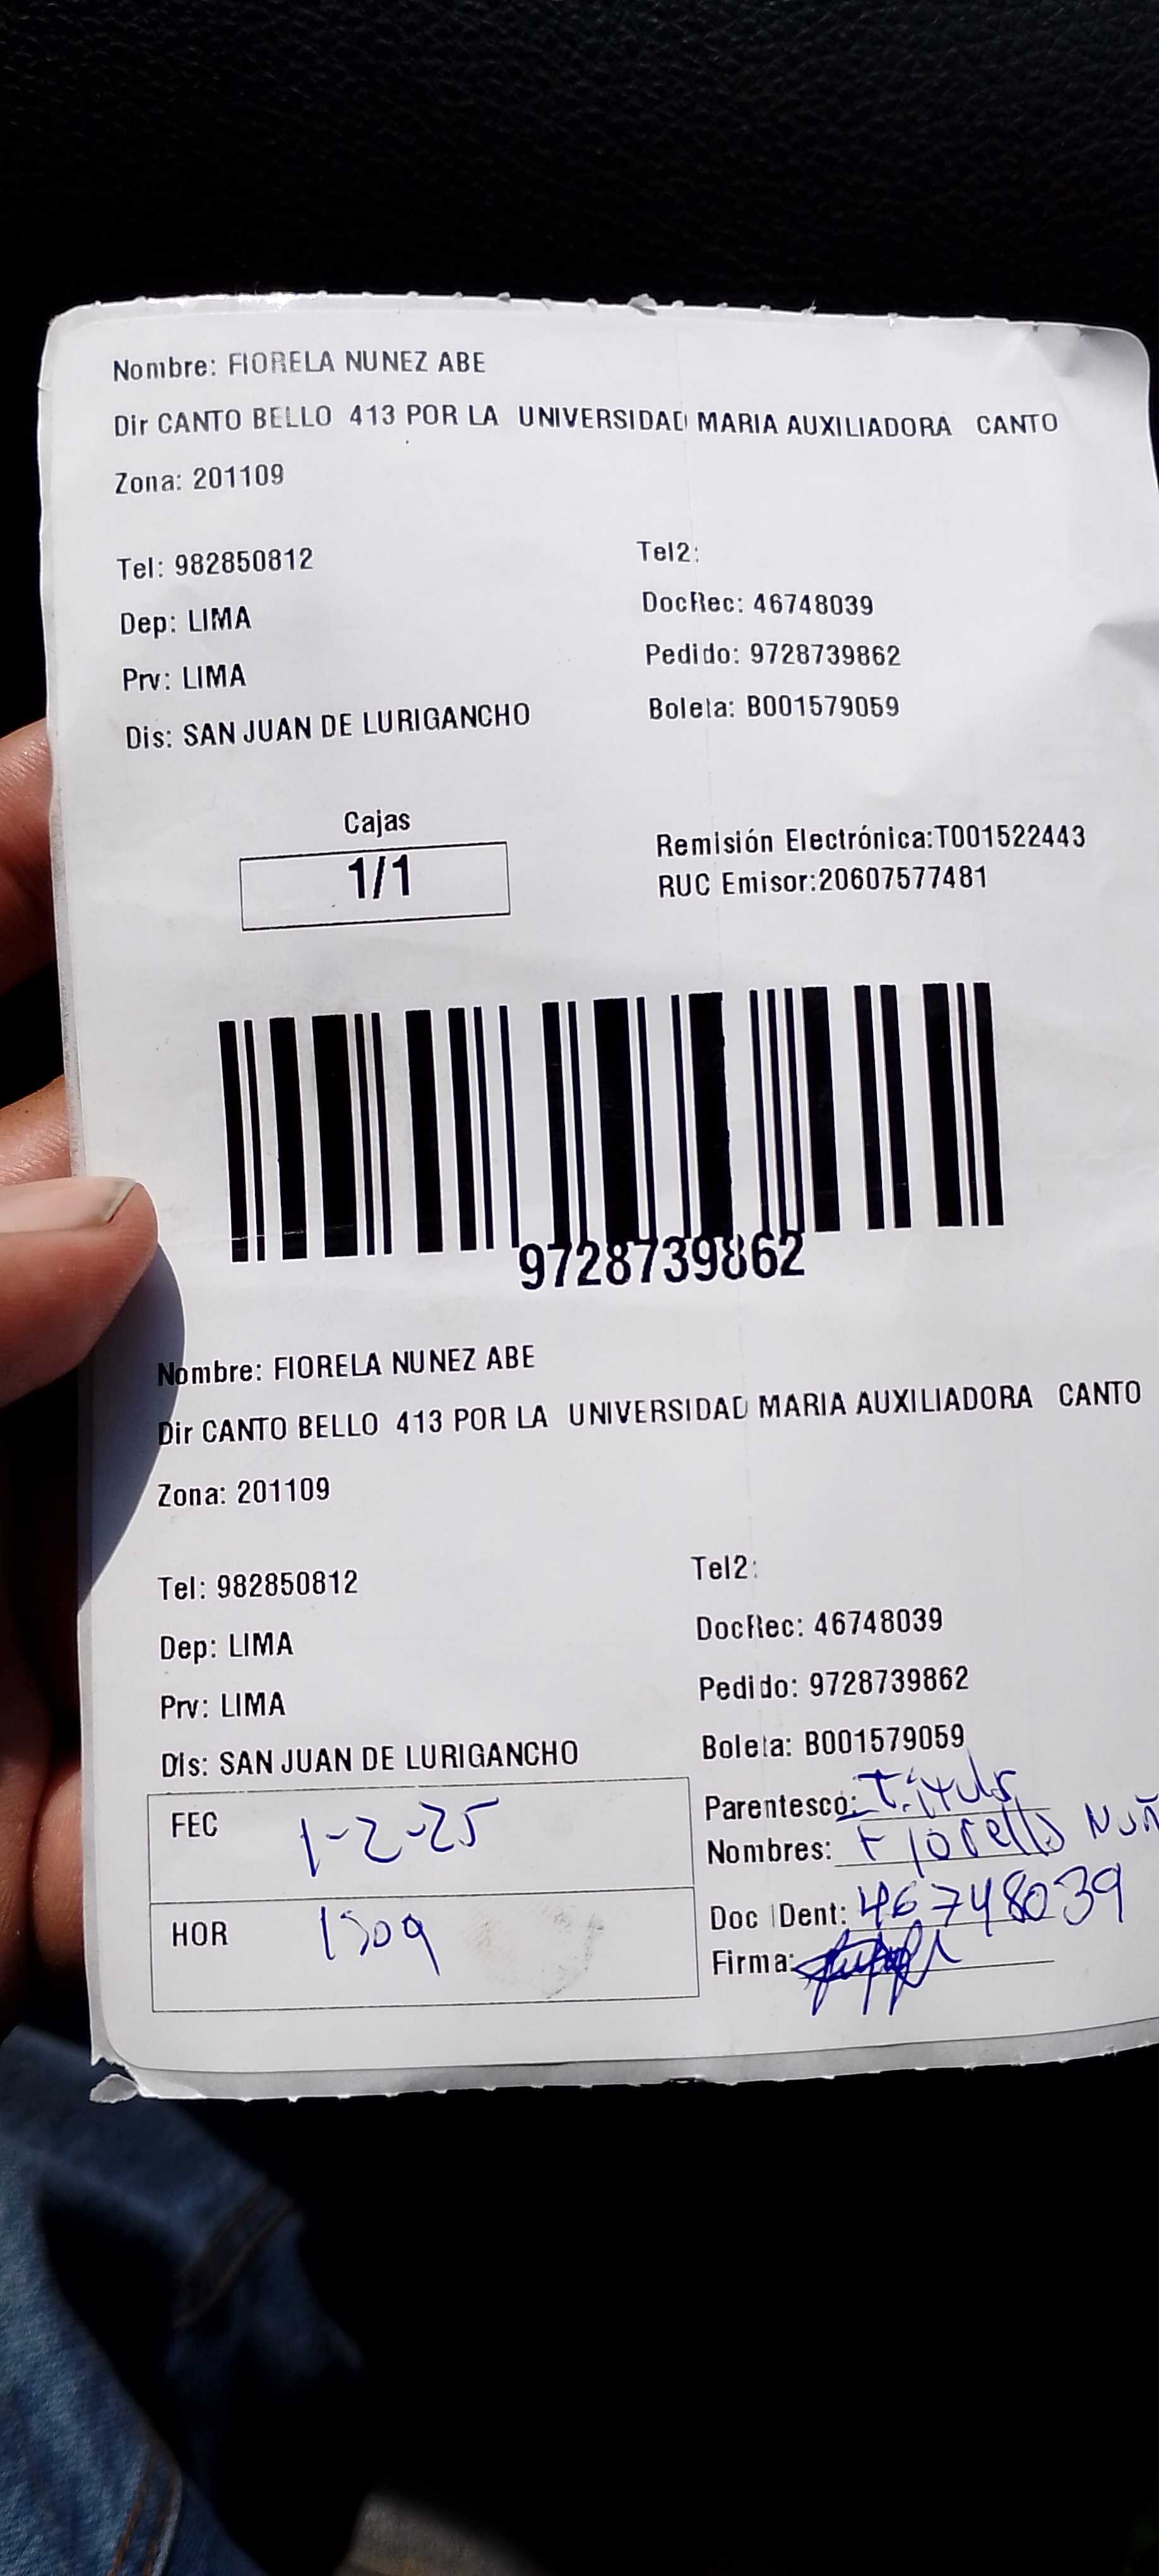 Nombre: FIORELA NUNEZ ABE
Dir CANTO BELLO 413 POR LA UNIVERSIDAD MARIA AUXILIADORA CANTO
Zona: 201109
Tel: 982850812 Tel2:
Dep: LIMA DocRec: 46748039
Prv: LIMA Pedido: 9728739862
Dis: SAN JUAN DE LURIGANCHO Boleta: B001579059
Cajas
1/1
Remisión Electrónica:T001522443
RUC Emisor:20607577481
9728739862
Nombre: FIORELA NUNEZ ABE
Dir CANTO BELLO 413 POR LA UNIVERSIDAD MARIA AUXILIADORA CANTO
Zona: 201109
Tel: 982850812 Tel2:
Dep: LIMA DocRec: 46748039
Prv: LIMA Pedido: 9728739862
Dis: SAN JUAN DE LURIGANCHO Boleta: B001579059
FEC 1-2-25
HOR 1509
Parentesco: Titular
Nombres: Fiorella Nuñ
Doc IDent: 46748039
Firma: